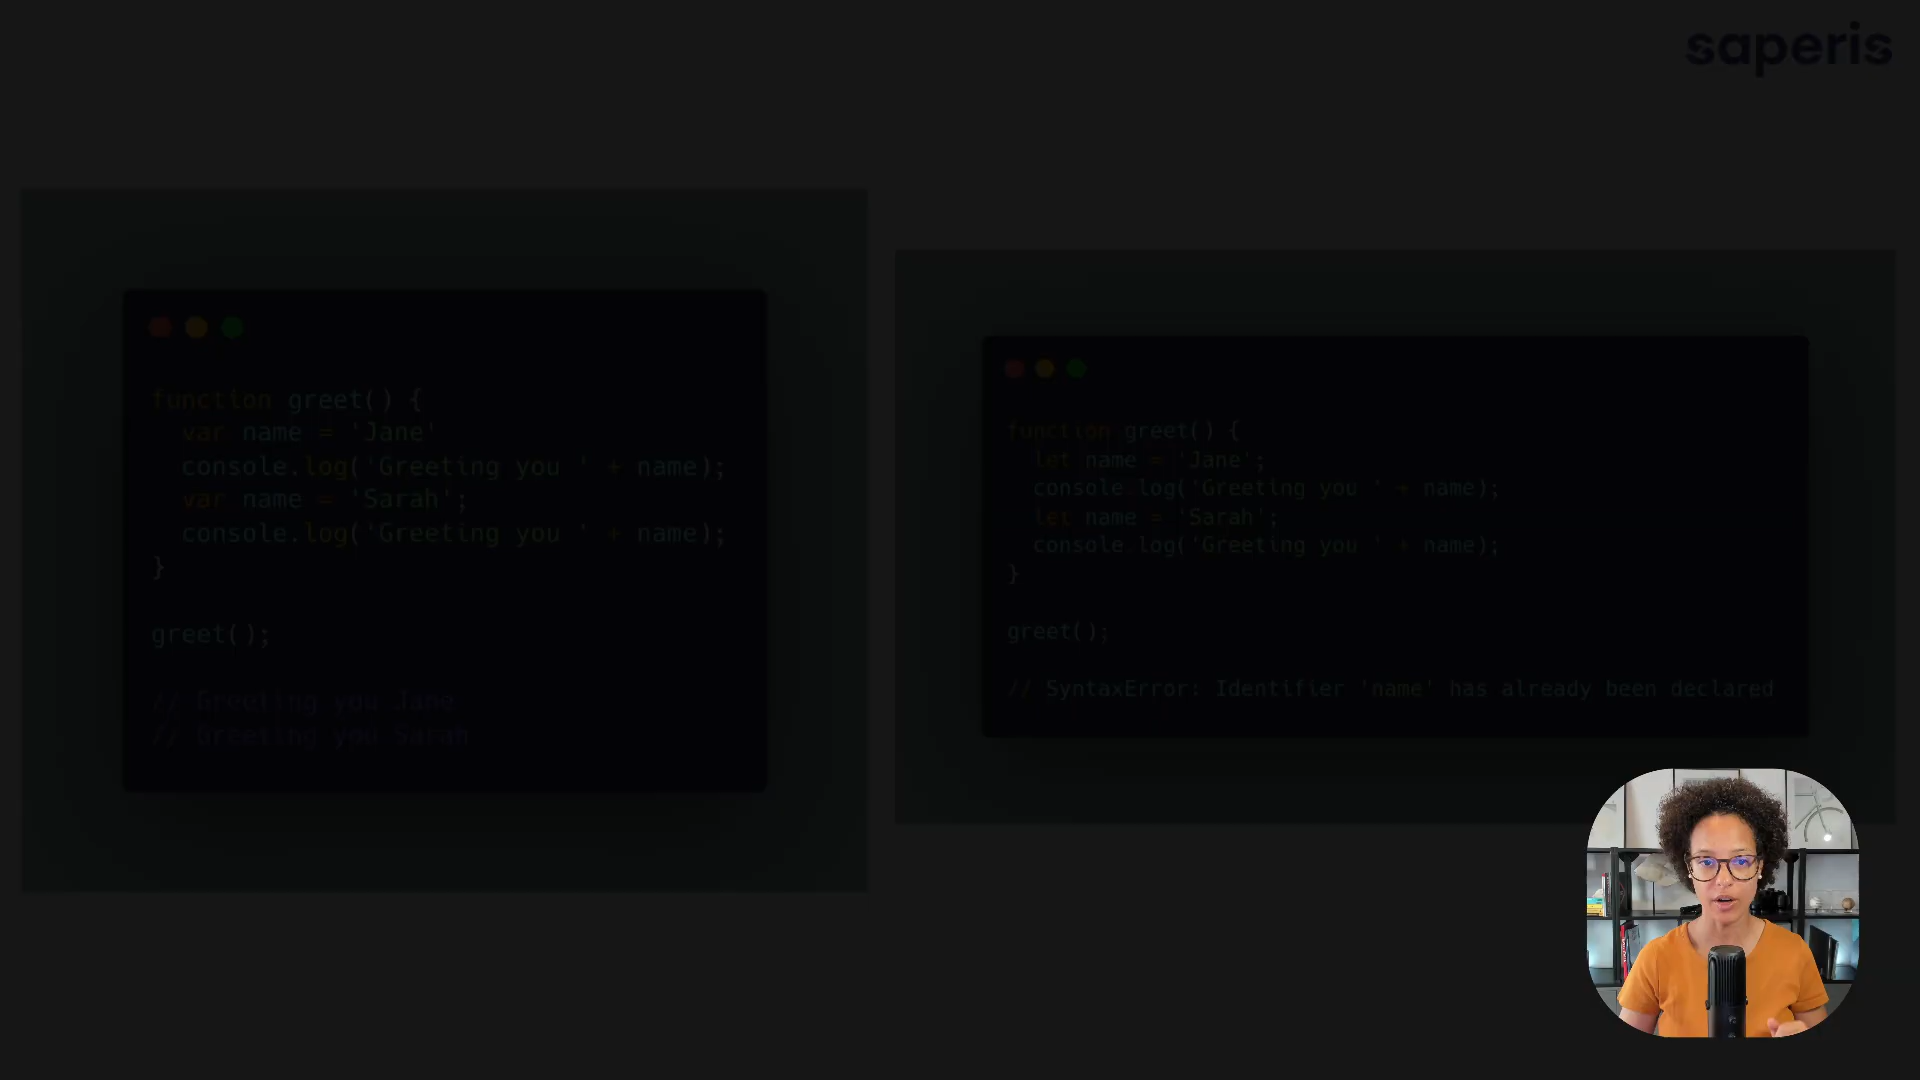 saperis
function greet() {
  var name = 'Jane'
  console.log('Greeting you ' + name);
  var name = 'Sarah';
  console.log('Greeting you ' + name);
}
greet();
// Greeting you Jane
// Greeting you Sarah
function greet() {
  let name = 'Jane';
  console.log('Greeting you ' + name);
  let name = 'Sarah';
  console.log('Greeting you ' + name);
}
greet();
// SyntaxError: Identifier 'name' has already been declared